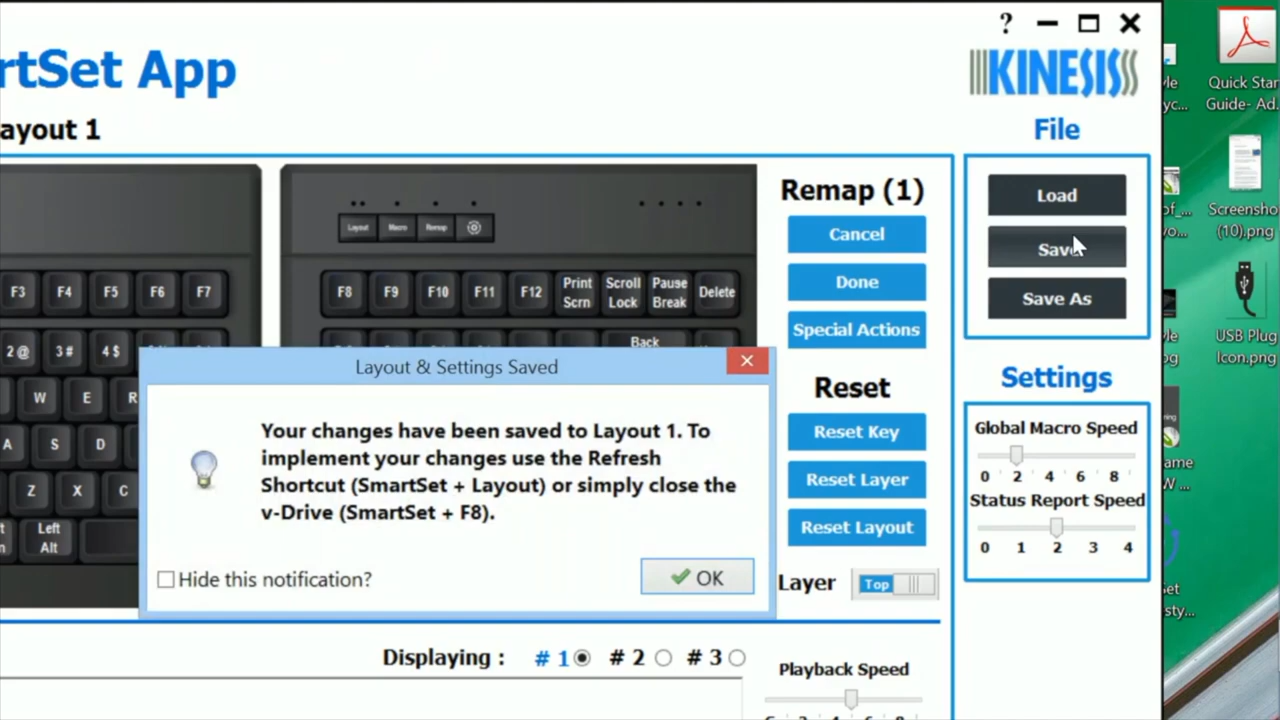 ?
rtSet App
KINESIS
ayout 1
File
Load
Save
Save As
Remap (1)
Cancel
Done
Special Actions
Reset
Reset Key
Reset Layer
Reset Layout
Layer Top
Settings
Global Macro Speed
0 2 4 6 8
Status Report Speed
0 1 2 3 4
Layout Macro Remap
F3 F4 F5 F6 F7
F8 F9 F10 F11 F12 Print Scrn Scroll Lock Pause Break Delete
2 @ 3 # 4 $
Back
W E R
A S D
Z X C
Left Alt
Layout & Settings Saved
Your changes have been saved to Layout 1. To
implement your changes use the Refresh
Shortcut (SmartSet + Layout) or simply close the
v-Drive (SmartSet + F8).
Hide this notification?
OK
Displaying : # 1 # 2 # 3
Playback Speed
Quick Star
Guide- Ad.
Screensho
(10).png
USB Plug
Icon.png